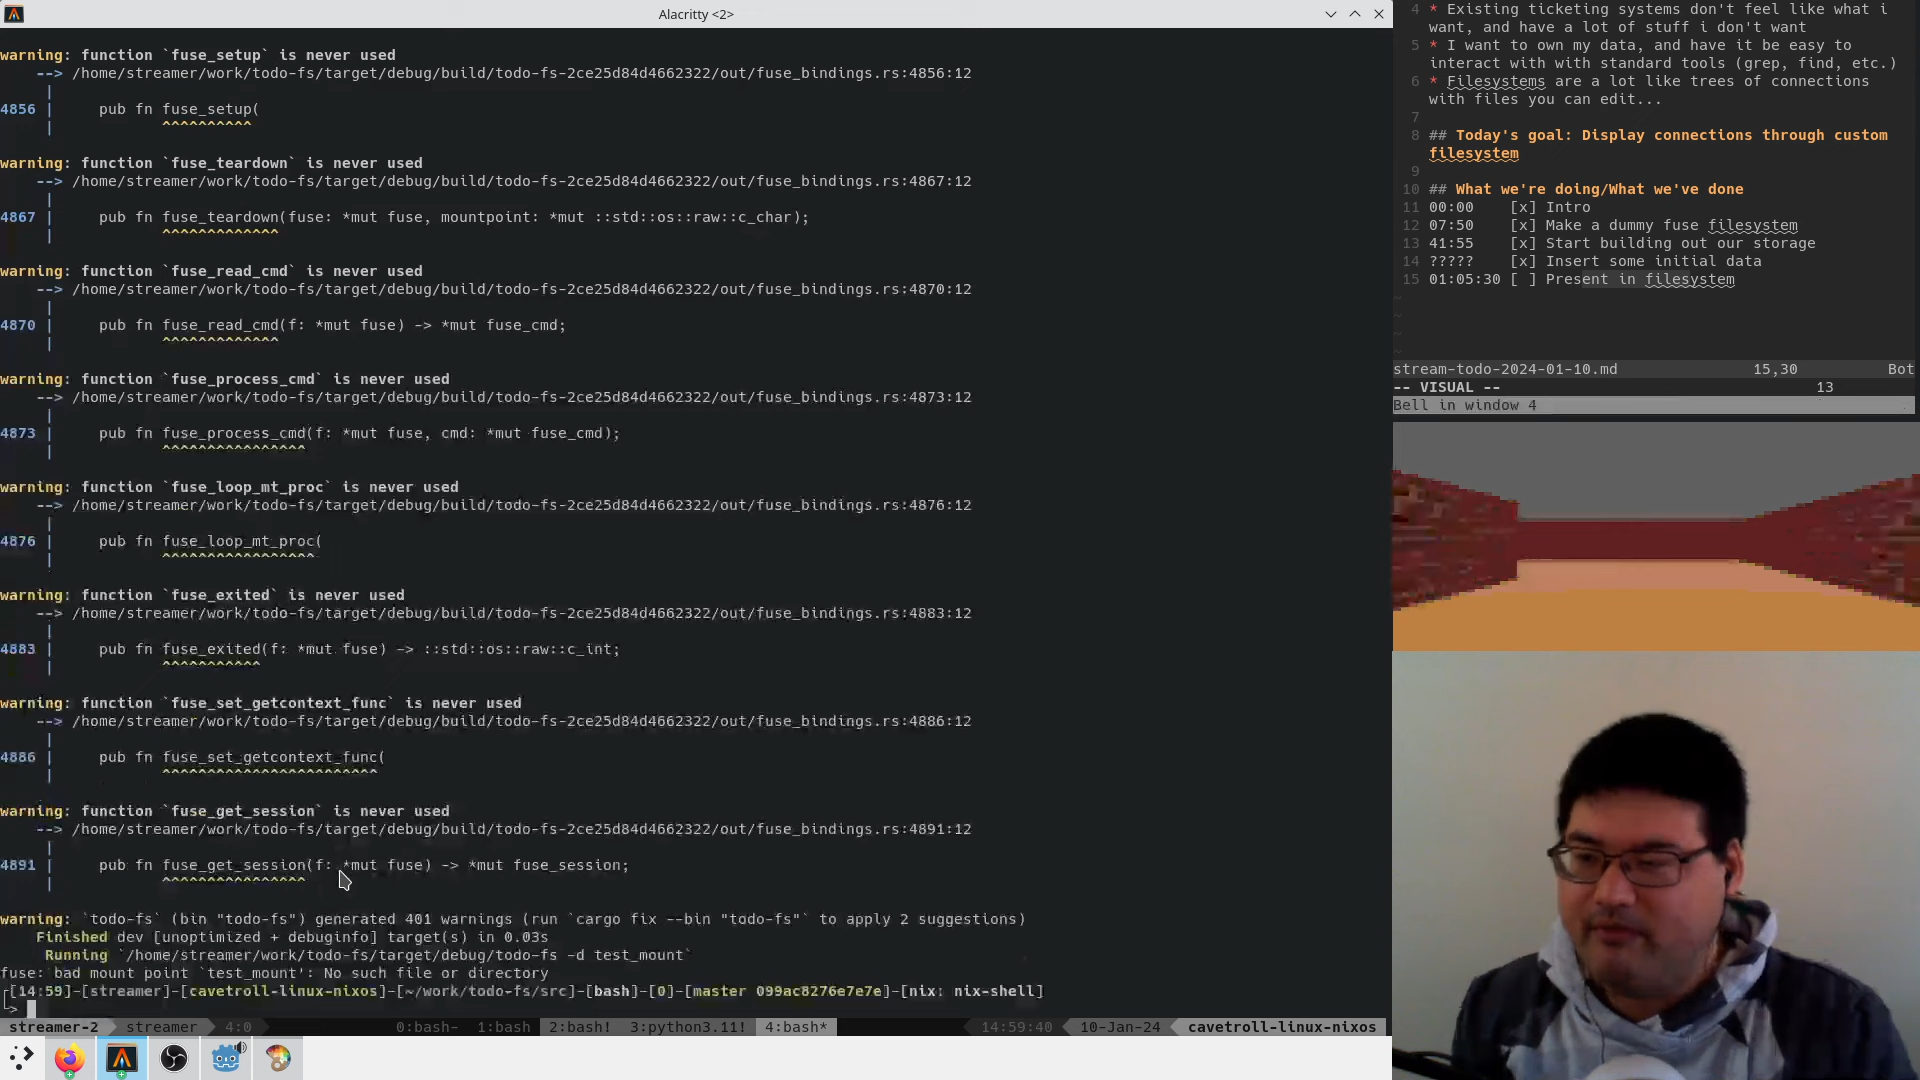 Alacritty <2>
warning: function `fuse_setup` is never used
--> /home/streamer/work/todo-fs/target/debug/build/todo-fs-2ce25d84d4662322/out/fuse_bindings.rs:4856:12
|
4856 |     pub fn fuse_setup(
|            ^^^^^^^^^^
warning: function `fuse_teardown` is never used
--> /home/streamer/work/todo-fs/target/debug/build/todo-fs-2ce25d84d4662322/out/fuse_bindings.rs:4867:12
|
4867 |     pub fn fuse_teardown(fuse: *mut fuse, mountpoint: *mut ::std::os::raw::c_char);
|            ^^^^^^^^^^^^^
warning: function `fuse_read_cmd` is never used
--> /home/streamer/work/todo-fs/target/debug/build/todo-fs-2ce25d84d4662322/out/fuse_bindings.rs:4870:12
|
4870 |     pub fn fuse_read_cmd(f: *mut fuse) -> *mut fuse_cmd;
|            ^^^^^^^^^^^^^
warning: function `fuse_process_cmd` is never used
--> /home/streamer/work/todo-fs/target/debug/build/todo-fs-2ce25d84d4662322/out/fuse_bindings.rs:4873:12
|
4873 |     pub fn fuse_process_cmd(f: *mut fuse, cmd: *mut fuse_cmd);
|            ^^^^^^^^^^^^^^^^
warning: function `fuse_loop_mt_proc` is never used
--> /home/streamer/work/todo-fs/target/debug/build/todo-fs-2ce25d84d4662322/out/fuse_bindings.rs:4876:12
|
4876 |     pub fn fuse_loop_mt_proc(
|            ^^^^^^^^^^^^^^^^^
warning: function `fuse_exited` is never used
--> /home/streamer/work/todo-fs/target/debug/build/todo-fs-2ce25d84d4662322/out/fuse_bindings.rs:4883:12
|
4883 |     pub fn fuse_exited(f: *mut fuse) -> ::std::os::raw::c_int;
|            ^^^^^^^^^^^
warning: function `fuse_set_getcontext_func` is never used
--> /home/streamer/work/todo-fs/target/debug/build/todo-fs-2ce25d84d4662322/out/fuse_bindings.rs:4886:12
|
4886 |     pub fn fuse_set_getcontext_func(
|            ^^^^^^^^^^^^^^^^^^^^^^^^
warning: function `fuse_get_session` is never used
--> /home/streamer/work/todo-fs/target/debug/build/todo-fs-2ce25d84d4662322/out/fuse_bindings.rs:4891:12
|
4891 |     pub fn fuse_get_session(f: *mut fuse) -> *mut fuse_session;
|            ^^^^^^^^^^^^^^^^
warning: `todo-fs` (bin "todo-fs") generated 401 warnings (run `cargo fix --bin "todo-fs"` to apply 2 suggestions)
Finished dev [unoptimized + debuginfo] target(s) in 0.03s
Running `/home/streamer/work/todo-fs/target/debug/todo-fs -d test_mount`
fuse: bad mount point `test_mount': No such file or directory
┌[14:59]-[streamer]-[cavetroll-linux-nixos]-[~/work/todo-fs/src]-[bash]-[0]-[master 099ac8276e7e7e]-[nix: nix-shell]
└>
streamer-2 streamer 4:0 0:bash- 1:bash 2:bash! 3:python3.11! 4:bash* 14:59:40 10-Jan-24 cavetroll-linux-nixos
4 * Existing ticketing systems don't feel like what i
want, and have a lot of stuff i don't want
5 * I want to own my data, and have it be easy to
interact with with standard tools (grep, find, etc.)
6 * Filesystems are a lot like trees of connections
with files you can edit...
7
8 ## Today's goal: Display connections through custom
filesystem
9
10 ## What we're doing/What we've done
11 00:00    [x] Intro
12 07:50    [x] Make a dummy fuse filesystem
13 41:55    [x] Start building out our storage
14 ?????    [x] Insert some initial data
15 01:05:30 [ ] Present in filesystem
~
~
~
~
stream-todo-2024-01-10.md 15,30 Bot
-- VISUAL -- 13
Bell in window 4